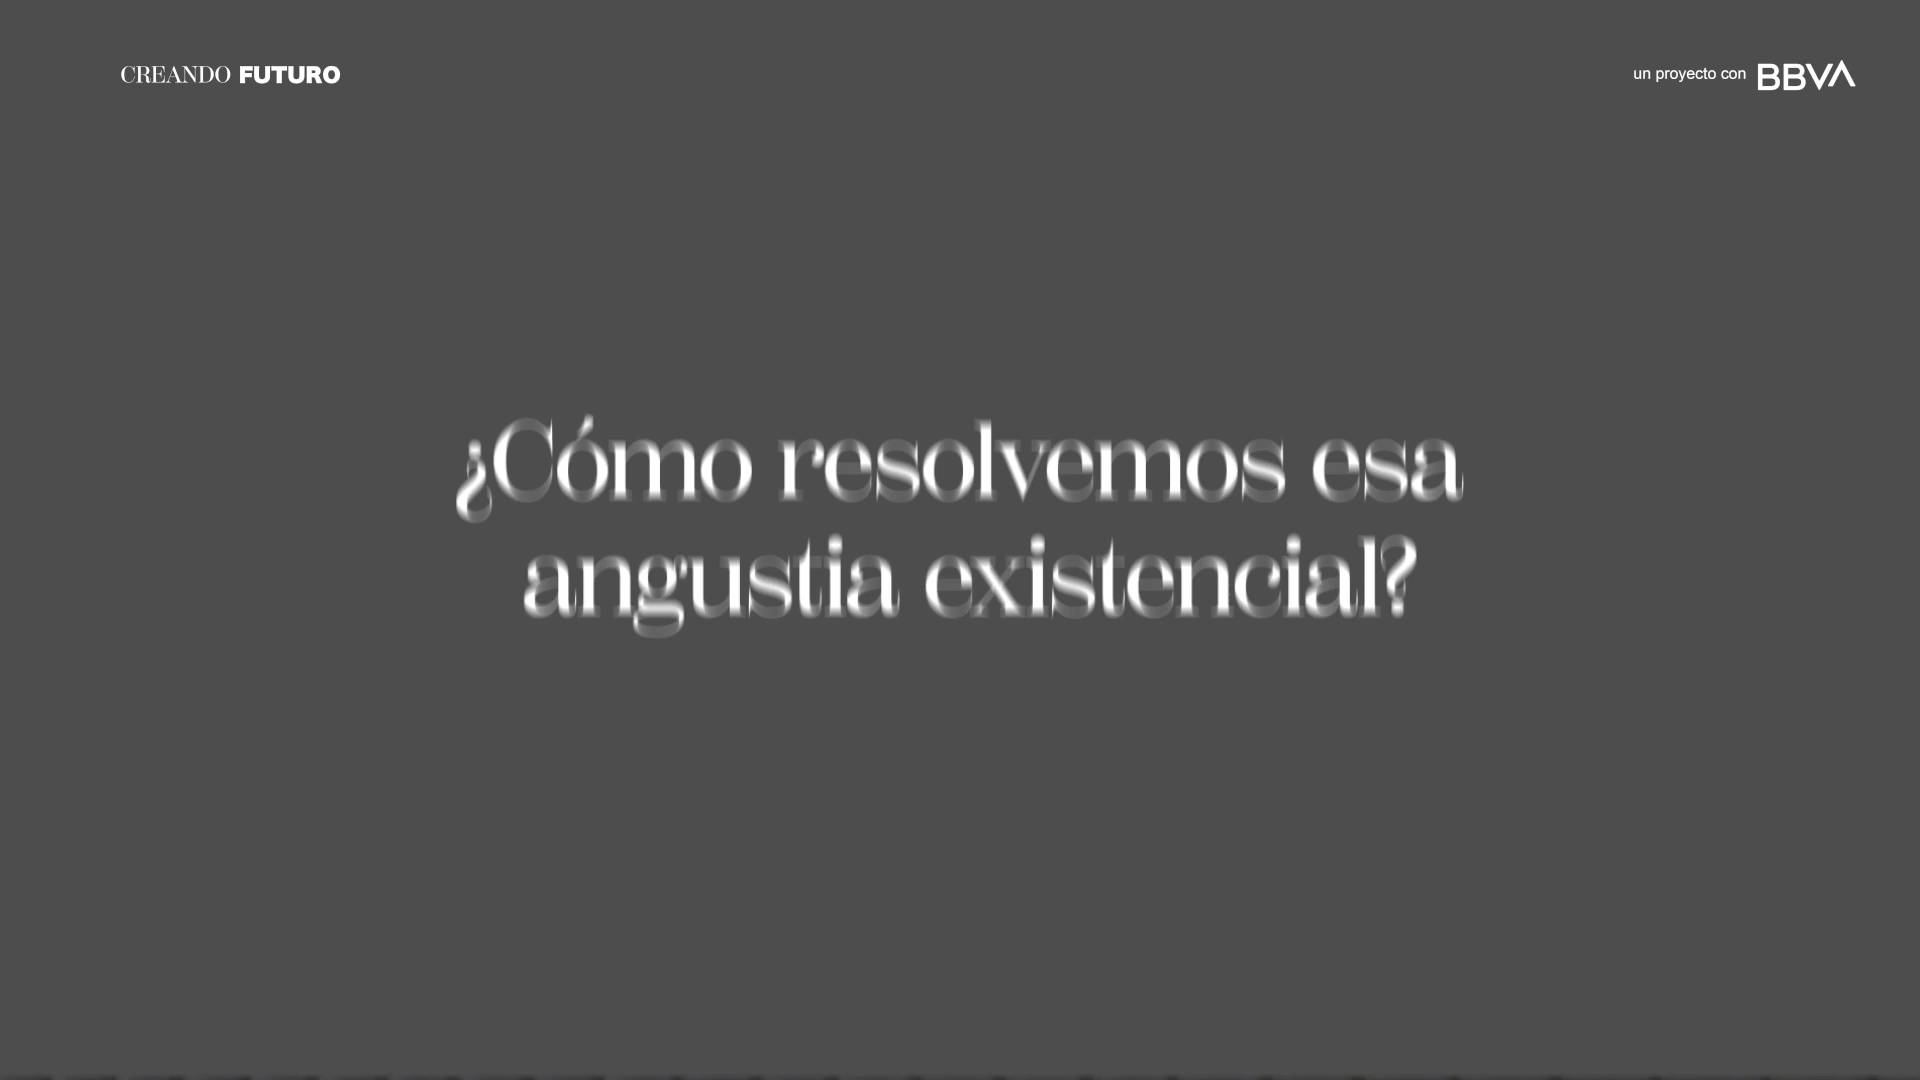 CREANDO FUTURO
un proyecto con BBVA
¿Cómo resolvemos esa
angustia existencial?